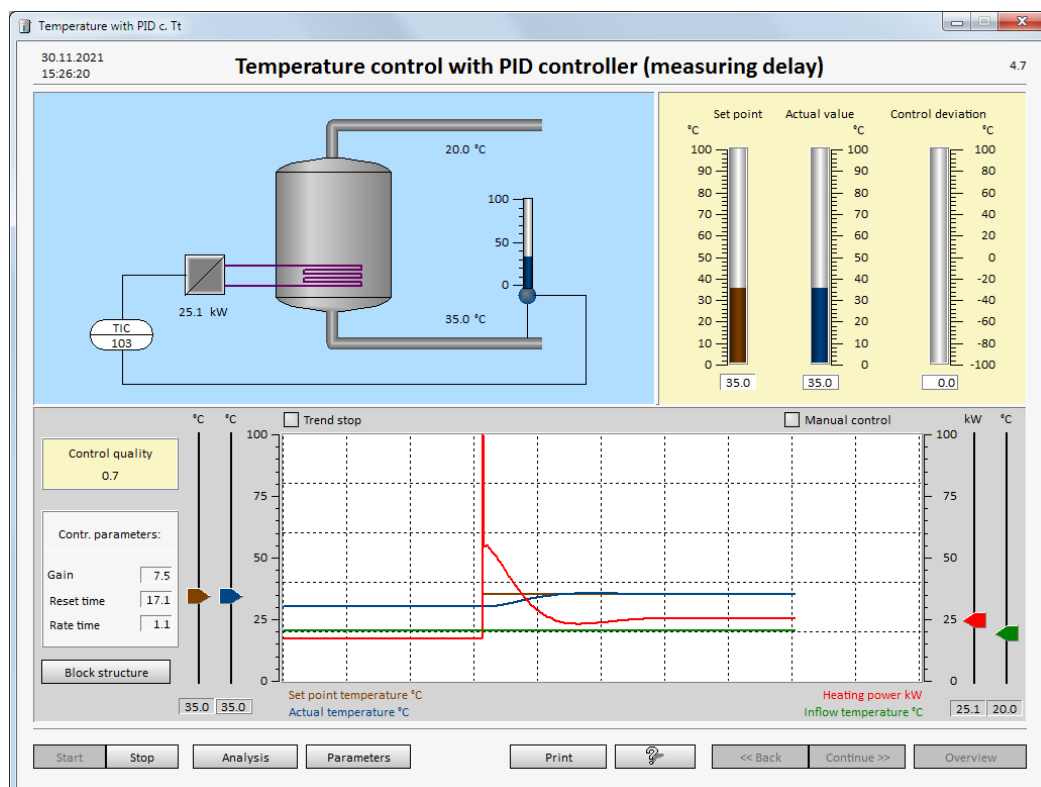 Temperature with PID c. Tt
30.11.2021
15:26:20
Temperature control with PID controller (measuring delay)
4.7
20.0 °C
100
50
0
25.1 kW
TIC
103
35.0 °C
Set point Actual value Control deviation
°C °C °C
100 100 100
90 90 80
80 80 60
70 70 40
60 60 20
50 50 0
40 40 -20
30 30 -40
20 20 -60
10 10 -80
0 0 -100
35.0 35.0 0.0
°C °C Trend stop Manual control kW °C
Control quality
0.7
Contr. parameters:
Gain 7.5
Reset time 17.1
Rate time 1.1
Block structure
100 100
75 75
50 50
25 25
0 0
35.0 35.0
Set point temperature °C Heating power kW
Actual temperature °C Inflow temperature °C
25.1 20.0
Start Stop Analysis Parameters Print ? << Back Continue >> Overview